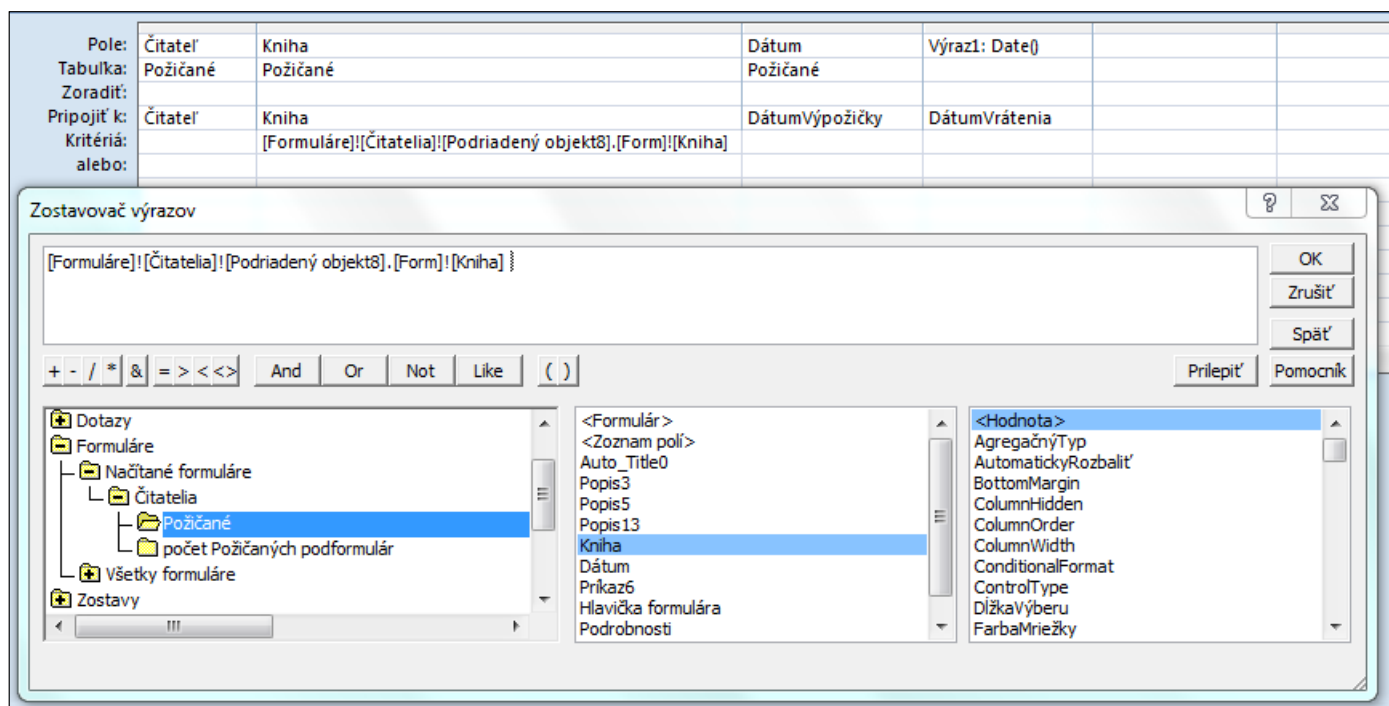 Pole: Čitateľ Kniha Dátum Výraz1: Date()
Tabuľka: Požičané Požičané Požičané
Zoradiť:
Pripojiť k: Čitateľ Kniha DátumVýpožičky DátumVrátenia
Kritériá: [Formuláre]![Čitatelia]![Podriadený objekt8].[Form]![Kniha]
alebo:
Zostavovač výrazov
[Formuláre]![Čitatelia]![Podriadený objekt8].[Form]![Kniha]
OK
Zrušiť
Späť
+ - / * & = > < <> And Or Not Like ( ) Prilepiť Pomocník
Dotazy
Formuláre
Načítané formuláre
Čitatelia
Požičané
počet Požičaných podformulár
Všetky formuláre
Zostavy
<Formulár>
<Zoznam polí>
Auto_Title0
Popis3
Popis5
Popis13
Kniha
Dátum
Príkaz6
Hlavička formulára
Podrobnosti
<Hodnota>
AgregačnýTyp
AutomatickyRozbaliť
BottomMargin
ColumnHidden
ColumnOrder
ColumnWidth
ConditionalFormat
ControlType
DĺžkaVýberu
FarbaMriežky